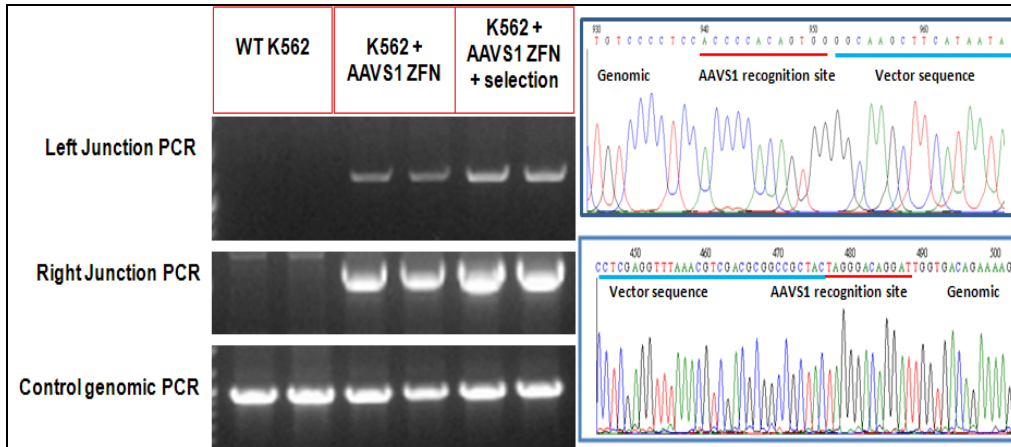 WT K562
K562 +
AAVS1 ZFN
K562 +
AAVS1 ZFN
+ selection
Left Junction PCR
Right Junction PCR
Control genomic PCR
930 940 950 960
T G T C C C C T C C A C C C C A C A G T G G G G C A A G C T T C A T A A T A
Genomic AAVS1 recognition site Vector sequence
450 460 470 480 490 500
CCTCGAGGTTTAAACGTCGACGCGGCCGCTACTAGGGACAGGATTGGTGACAGAAAAG
Vector sequence AAVS1 recognition site Genomic